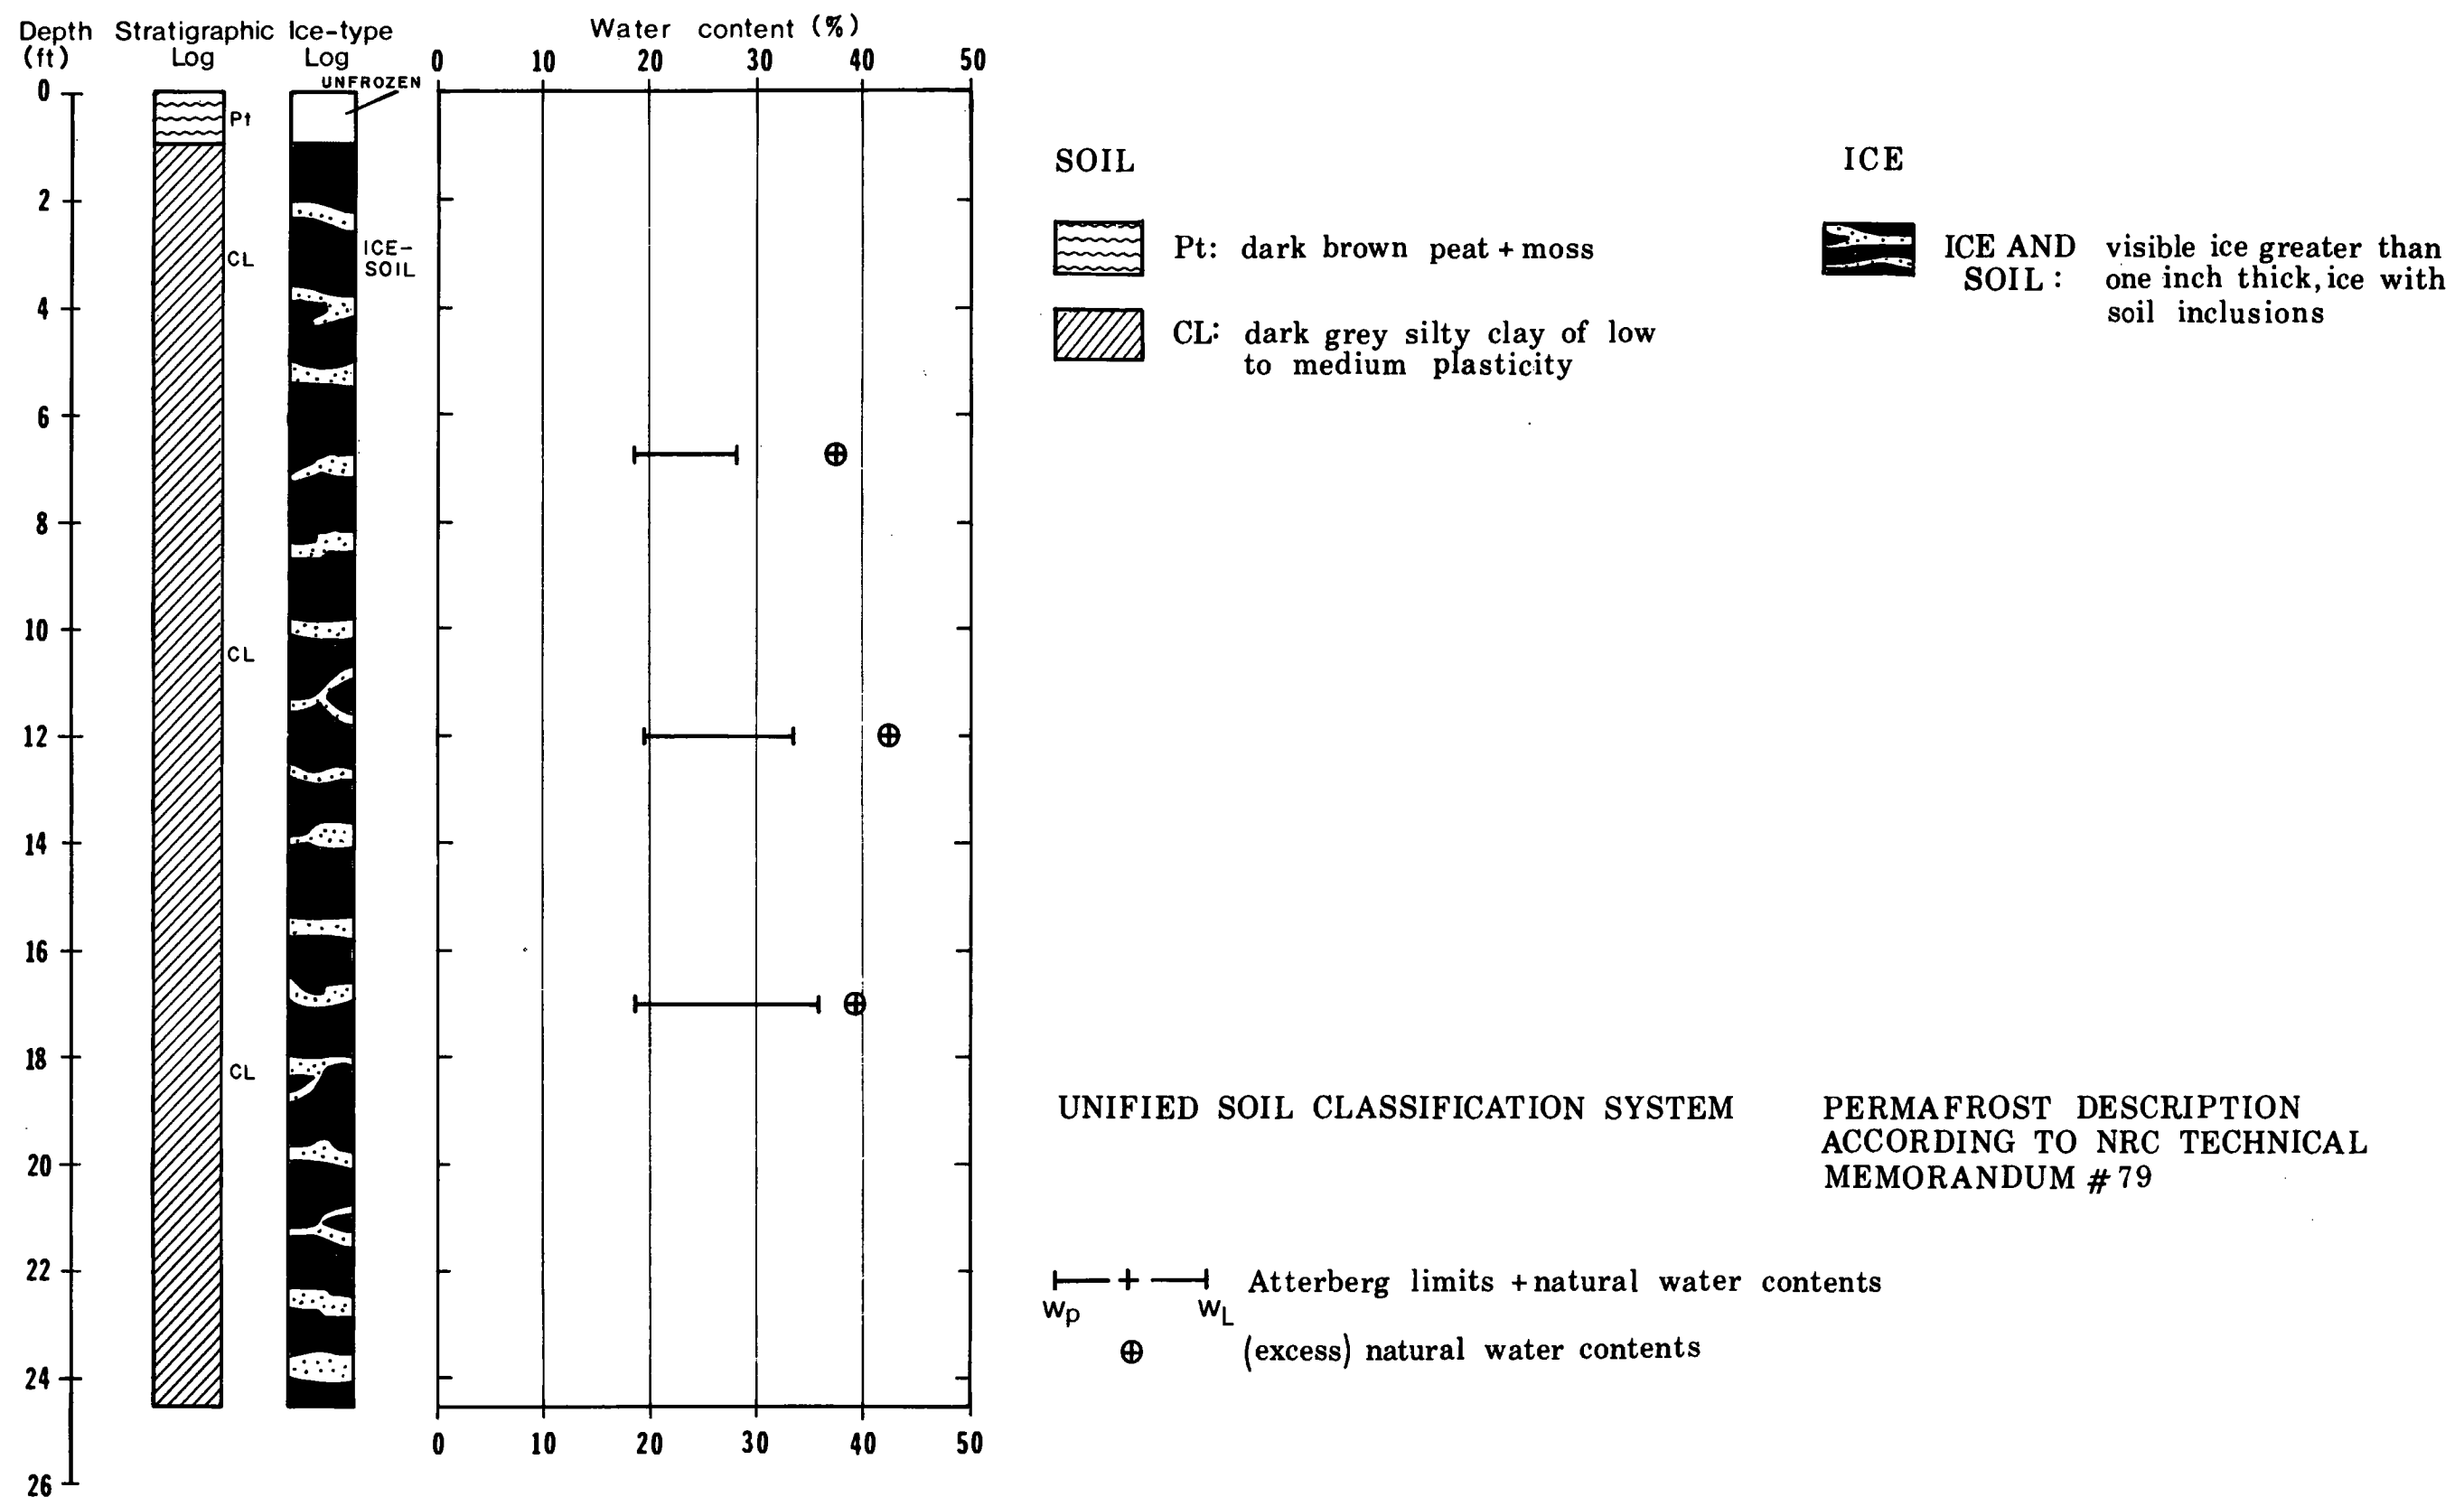 Depth Stratigraphic Ice-type
(ft) Log Log
Water content (%)
0 10 20 30 40 50
UNFROZEN
0
Pt
2
CL
ICE-
SOIL
4
6
8
10
CL
12
14
16
18
CL
20
22
24
26
0 10 20 30 40 50
SOIL
Pt: dark brown peat + moss
CL: dark grey silty clay of low
to medium plasticity
ICE
ICE AND visible ice greater than
SOIL: one inch thick, ice with
soil inclusions
UNIFIED SOIL CLASSIFICATION SYSTEM
PERMAFROST DESCRIPTION
ACCORDING TO NRC TECHNICAL
MEMORANDUM # 79
Atterberg limits + natural water contents
Wp WL
(excess) natural water contents